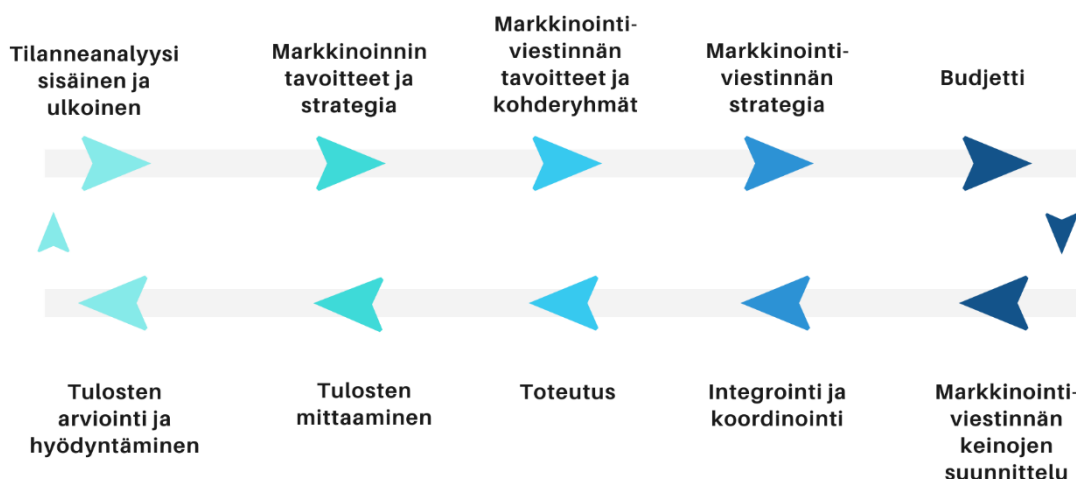 Tilanneanalyysi
sisäinen ja
ulkoinen
Markkinoinnin
tavoitteet ja
strategia
Markkinointi-
viestinnän
tavoitteet ja
kohderyhmät
Markkinointi-
viestinnän
strategia
Budjetti
Tulosten
arviointi ja
hyödyntäminen
Tulosten
mittaaminen
Toteutus
Integrointi ja
koordinointi
Markkinointi-
viestinnän
keinojen
suunnittelu